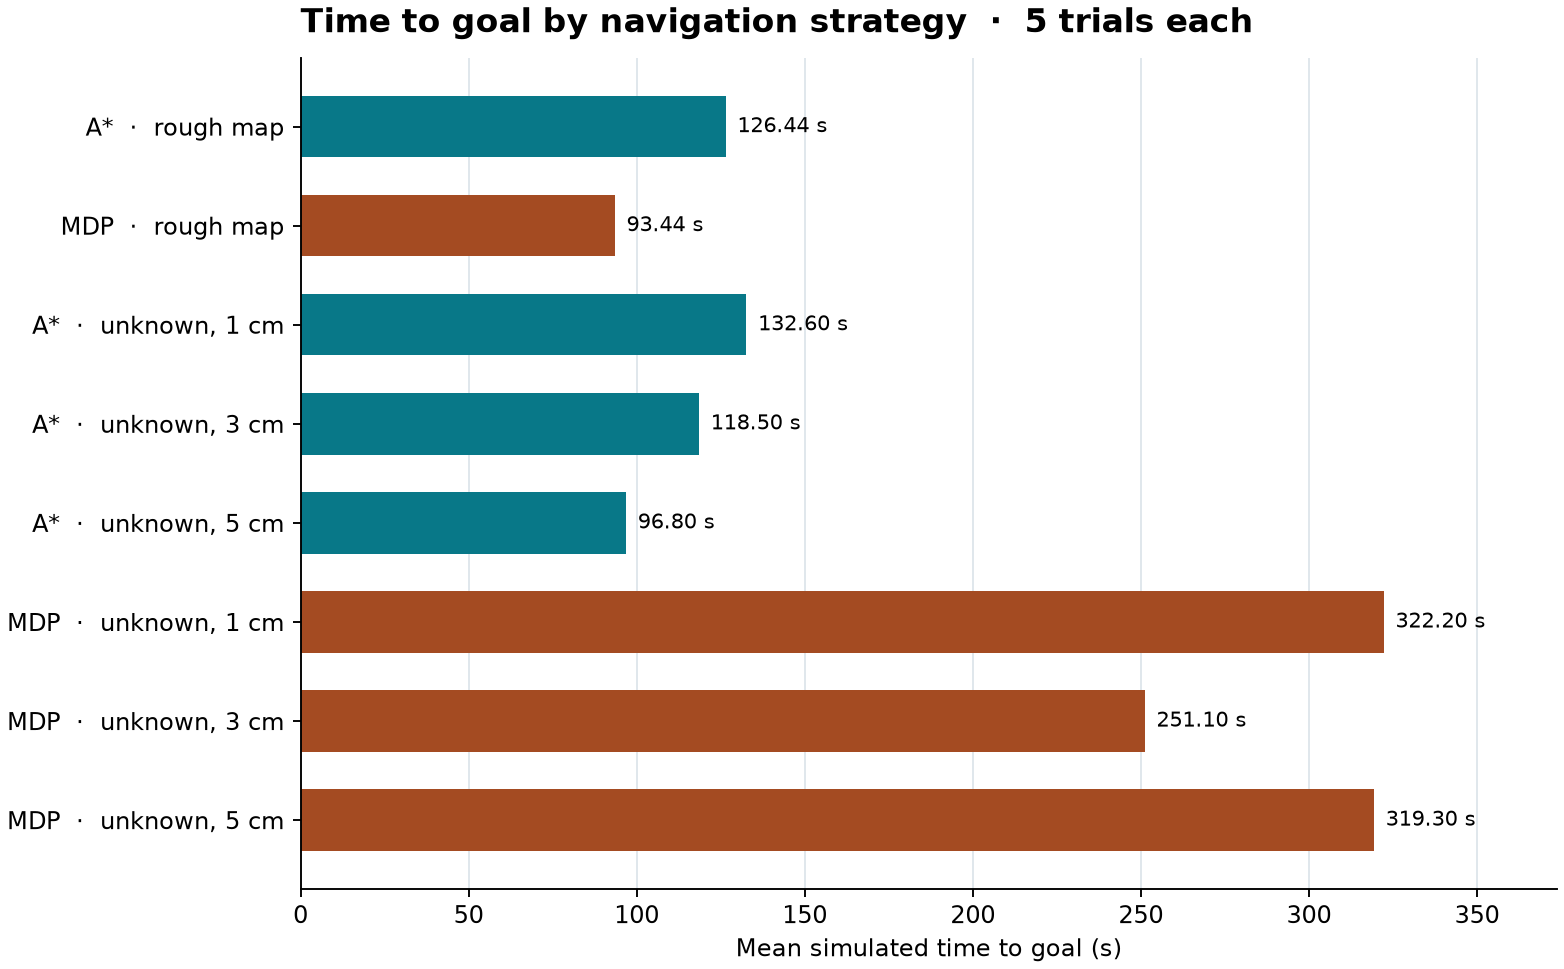 Time to goal by navigation strategy · 5 trials each
A* · rough map
126.44 s
MDP · rough map
93.44 s
A* · unknown, 1 cm
132.60 s
A* · unknown, 3 cm
118.50 s
A* · unknown, 5 cm
96.80 s
MDP · unknown, 1 cm
322.20 s
MDP · unknown, 3 cm
251.10 s
MDP · unknown, 5 cm
319.30 s
0 50 100 150 200 250 300 350
Mean simulated time to goal (s)